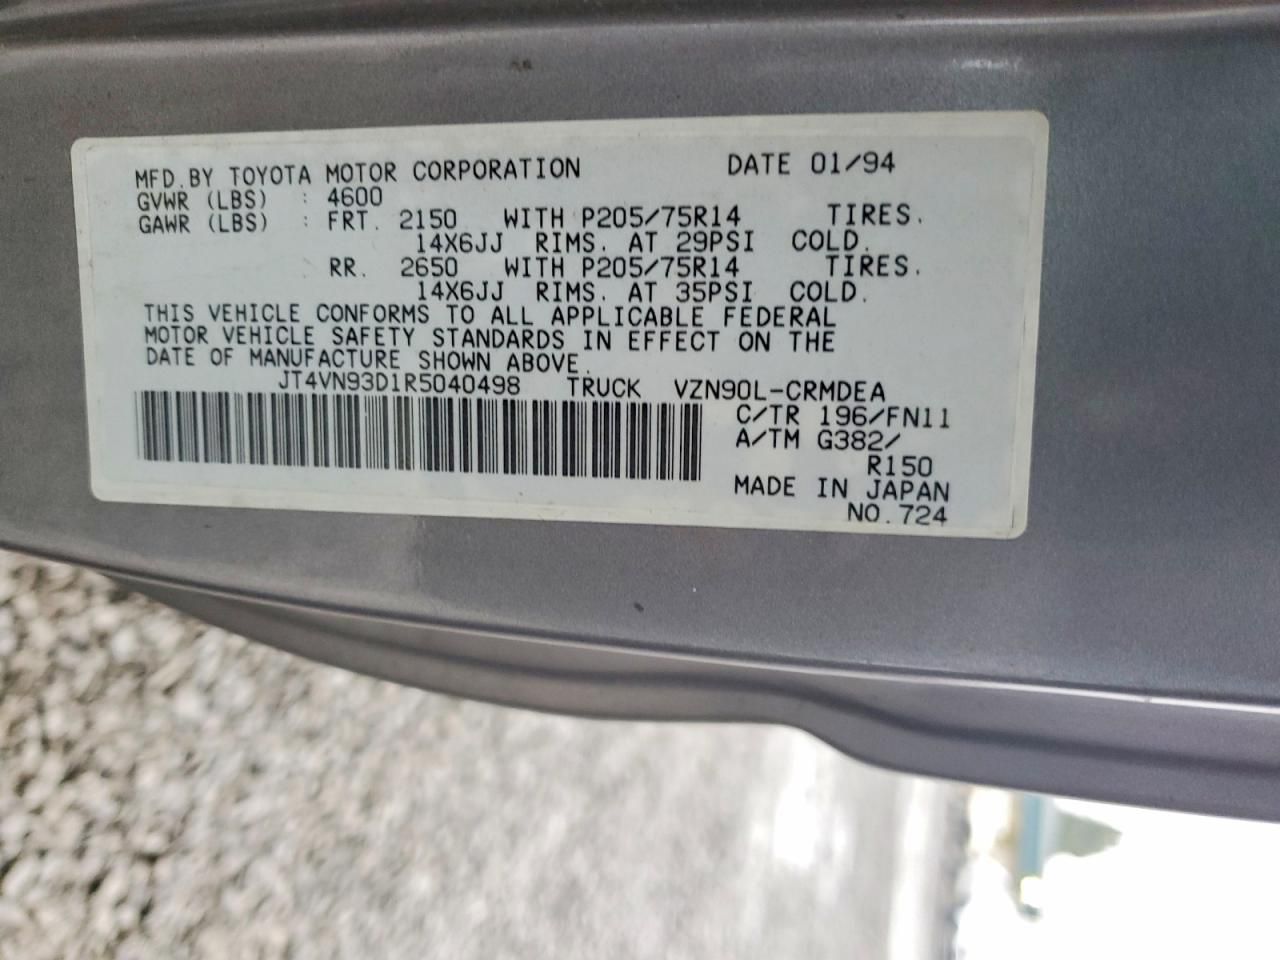 MFD.BY TOYOTA MOTOR CORPORATION DATE 01/94
GVWR (LBS) : 4600
GAWR (LBS) : FRT. 2150 WITH P205/75R14 TIRES.
14X6JJ RIMS. AT 29PSI COLD.
RR. 2650 WITH P205/75R14 TIRES.
14X6JJ RIMS. AT 35PSI COLD.
THIS VEHICLE CONFORMS TO ALL APPLICABLE FEDERAL
MOTOR VEHICLE SAFETY STANDARDS IN EFFECT ON THE
DATE OF MANUFACTURE SHOWN ABOVE.
JT4VN93D1R5040498 TRUCK VZN90L-CRMDEA
C/TR 196/FN11
A/TM G382/
R150
MADE IN JAPAN
NO.724